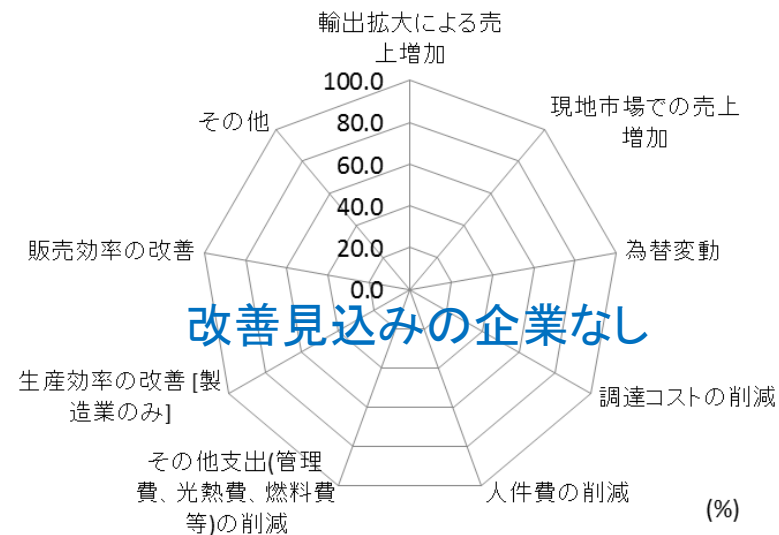 輸出拡大による売
上増加
現地市場での売上
増加
為替変動
調達コストの削減
人件費の削減
その他支出(管理
費、光熱費、燃料費
等)の削減
生産効率の改善 [製
造業のみ]
販売効率の改善
その他
100.0
80.0
60.0
40.0
20.0
0.0
改善見込みの企業なし
(%)